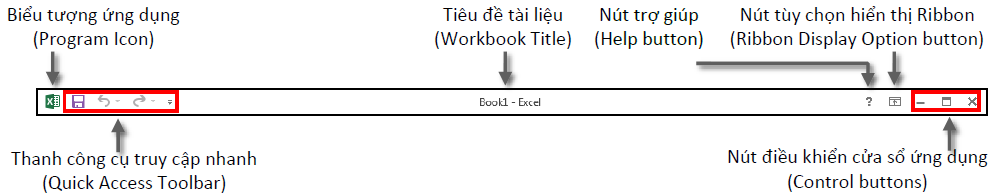 Biểu tượng ứng dụng
(Program Icon)
Tiêu đề tài liệu
(Workbook Title)
Nút trợ giúp
(Help button)
Nút tùy chọn hiển thị Ribbon
(Ribbon Display Option button)
Book1 - Excel
?
Thanh công cụ truy cập nhanh
(Quick Access Toolbar)
Nút điều khiển cửa sổ ứng dụng
(Control buttons)